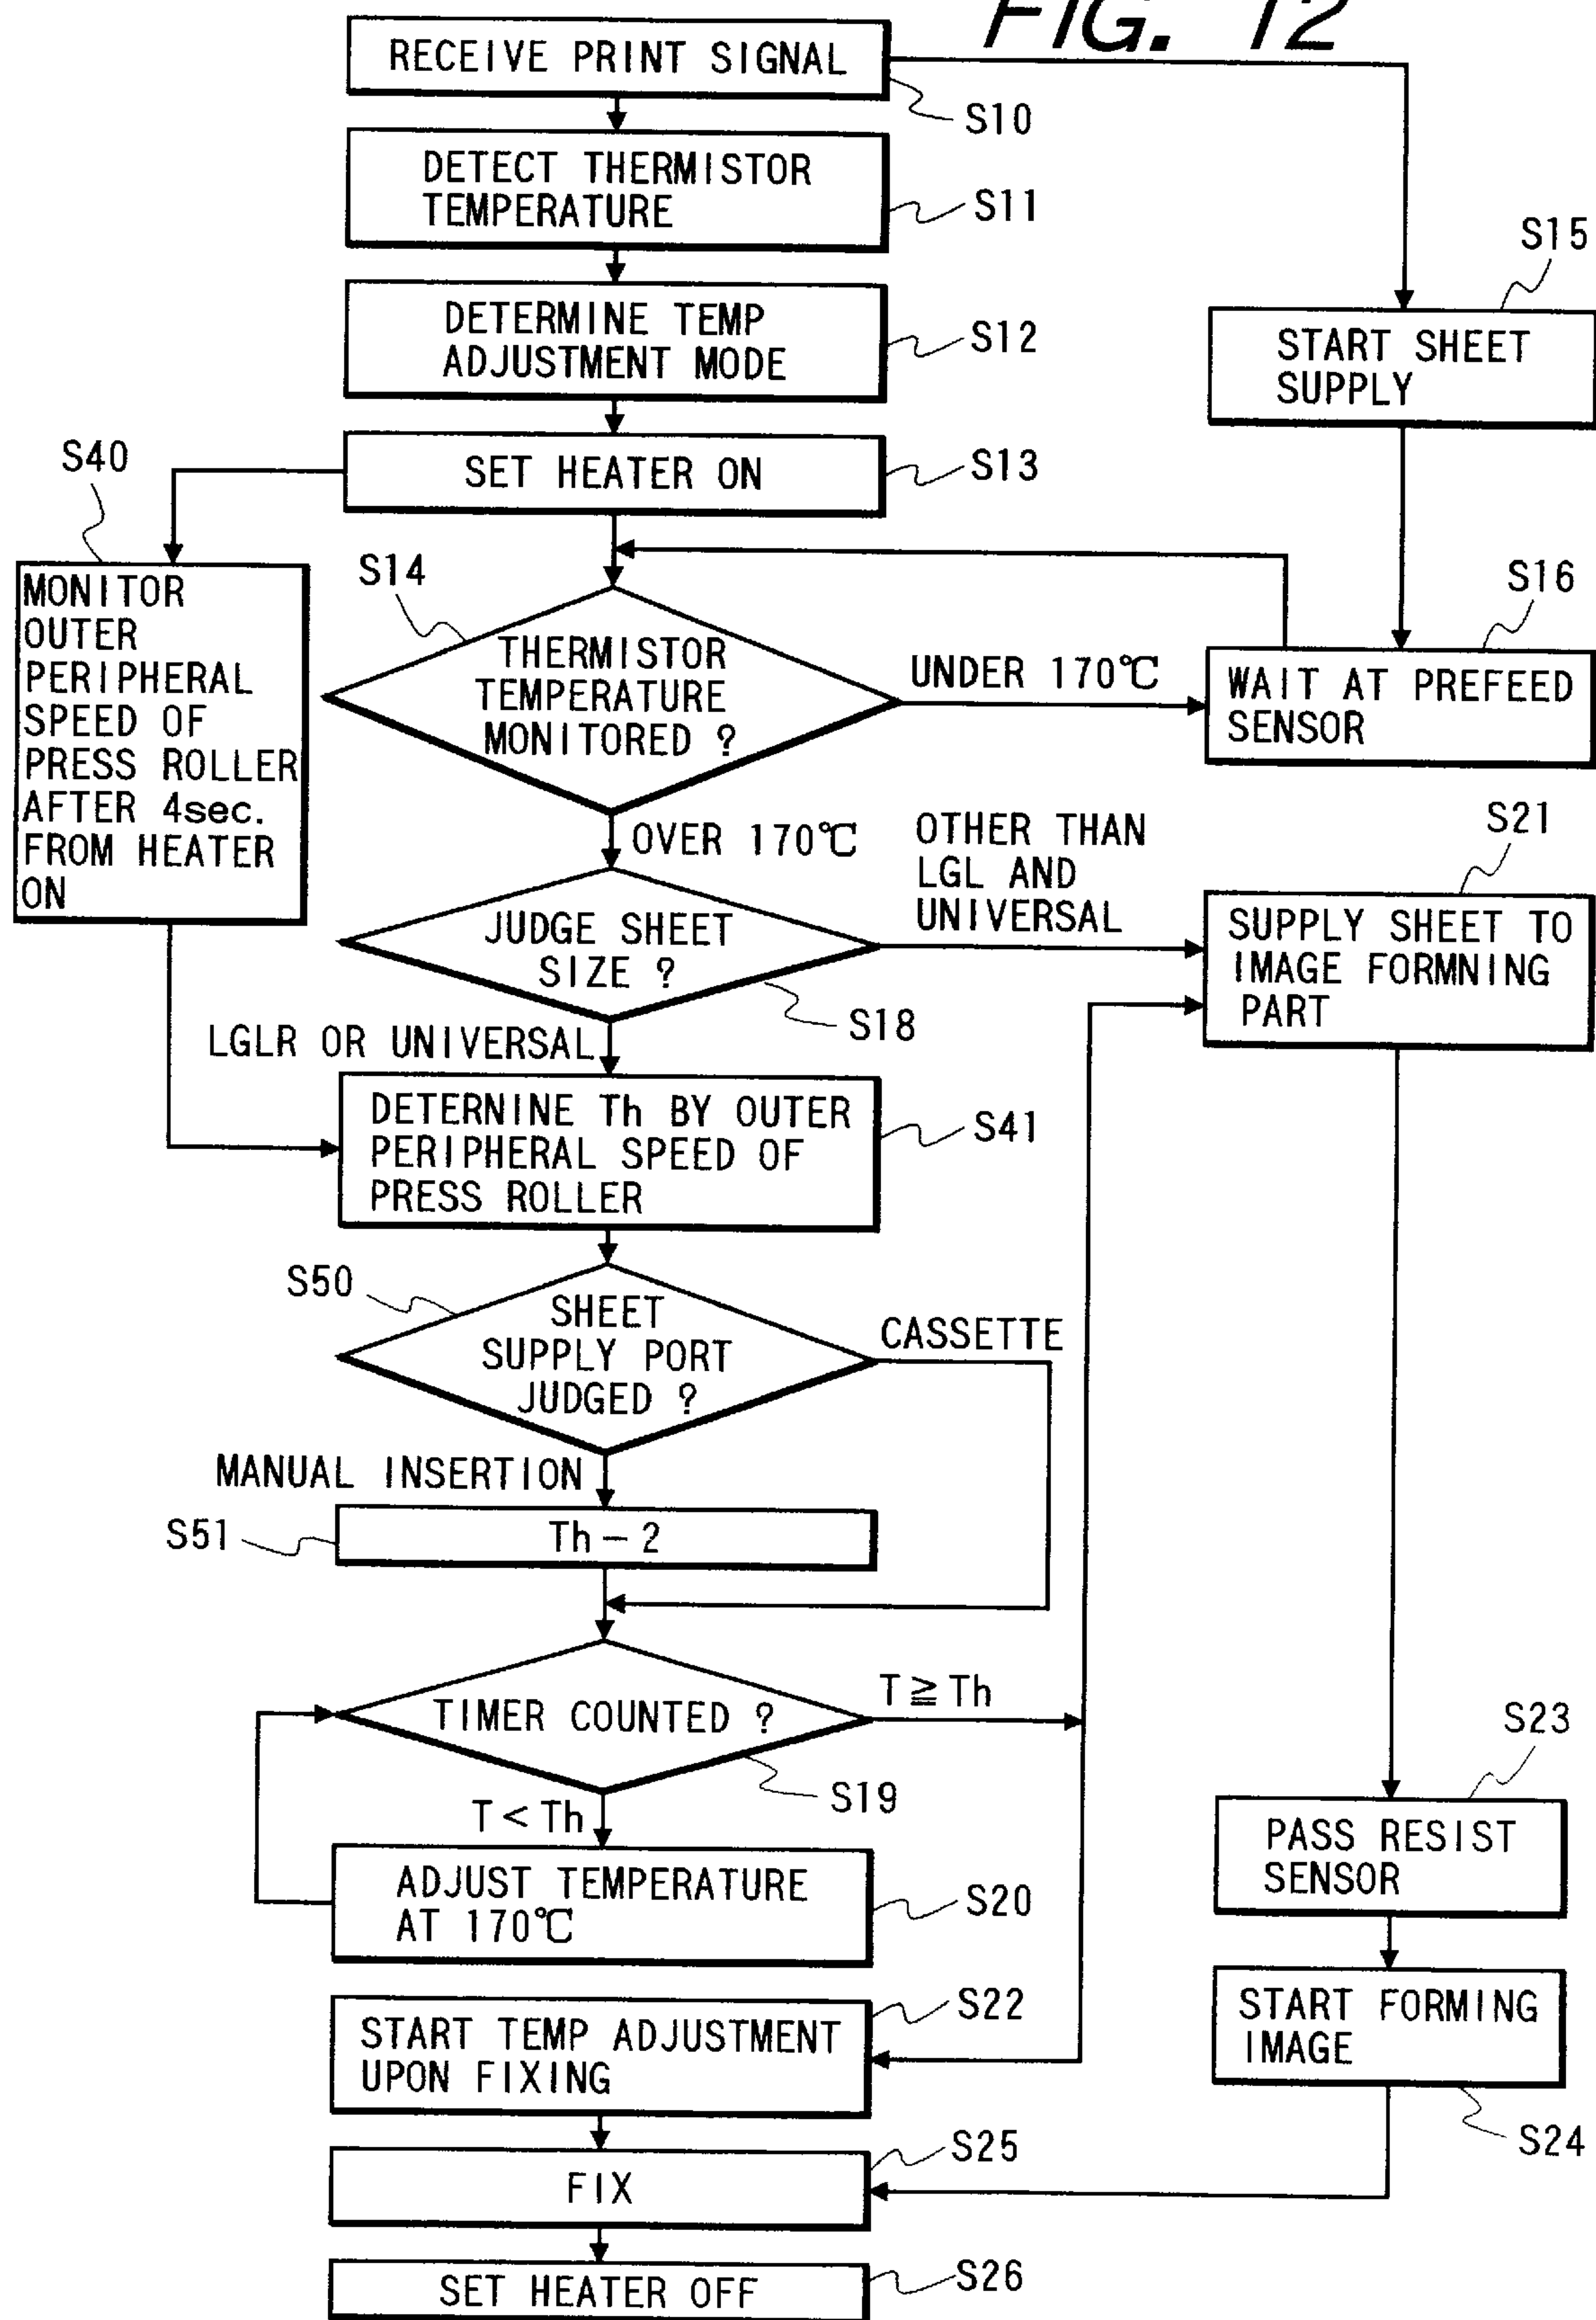 FIG. 12
RECEIVE PRINT SIGNAL
S10
DETECT THERMISTOR
TEMPERATURE
S11
DETERMINE TEMP
ADJUSTMENT MODE
S12
S15
START SHEET
SUPPLY
SET HEATER ON
S13
S40
MONITOR
OUTER
PERIPHERAL
SPEED OF
PRESS ROLLER
AFTER 4sec.
FROM HEATER
ON
S14
THERMISTOR
TEMPERATURE
MONITORED ?
UNDER 170℃
S16
WAIT AT PREFEED
SENSOR
OVER 170℃
OTHER THAN
LGL AND
UNIVERSAL
S21
SUPPLY SHEET TO
IMAGE FORMNING
PART
JUDGE SHEET
SIZE ?
S18
LGLR OR UNIVERSAL
DETERNINE Th BY OUTER
PERIPHERAL SPEED OF
PRESS ROLLER
S41
S50
SHEET
SUPPLY PORT
JUDGED ?
CASSETTE
MANUAL INSERTION
S51
Th - 2
TIMER COUNTED ?
T ≧ Th
S19
T < Th
ADJUST TEMPERATURE
AT 170℃
S20
S23
PASS RESIST
SENSOR
START TEMP ADJUSTMENT
UPON FIXING
S22
START FORMING
IMAGE
S24
FIX
S25
SET HEATER OFF
S26